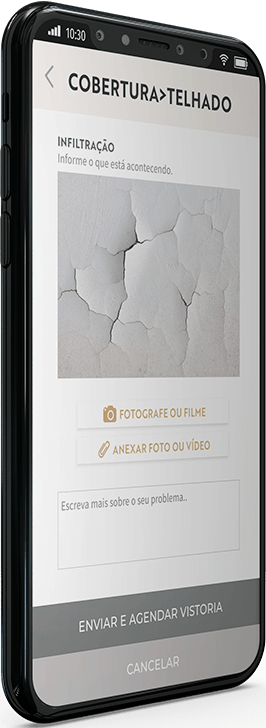 10:30
COBERTURA>TELHADO
INFILTRAÇÃO
Informe o que está acontecendo.
FOTOGRAFE OU FILME
ANEXAR FOTO OU VÍDEO
Escreva mais sobre o seu problema..
ENVIAR E AGENDAR VISTORIA
CANCELAR